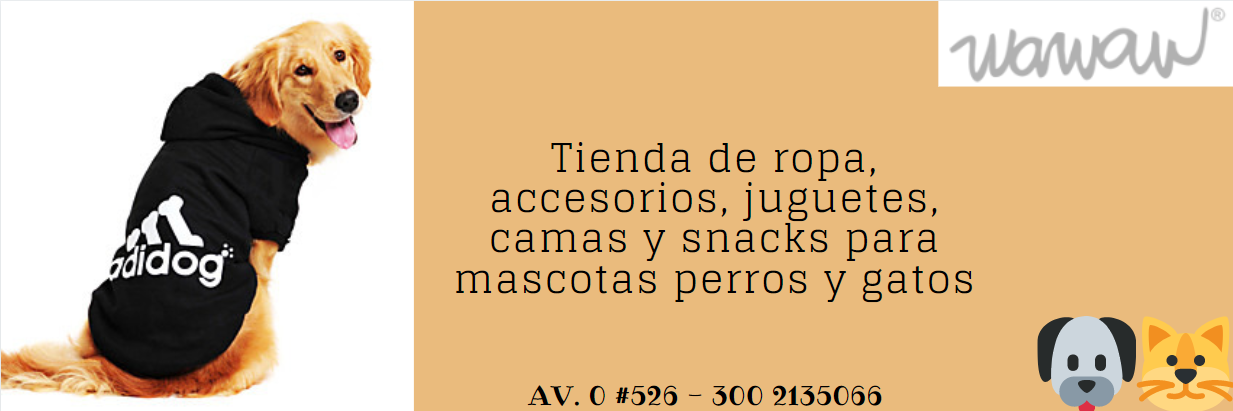 wawaw®
adidog
Tienda de ropa,
accesorios, juguetes,
camas y snacks para
mascotas perros y gatos
AV. 0 #526 - 300 2135066